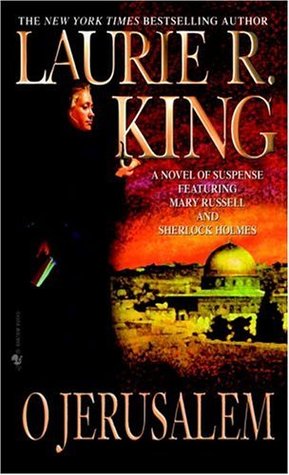 THE NEW YORK TIMES BESTSELLING AUTHOR
LAURIE R.
KING
A NOVEL OF SUSPENSE
FEATURING
MARY RUSSELL
AND
SHERLOCK HOLMES
O JERUSALEM